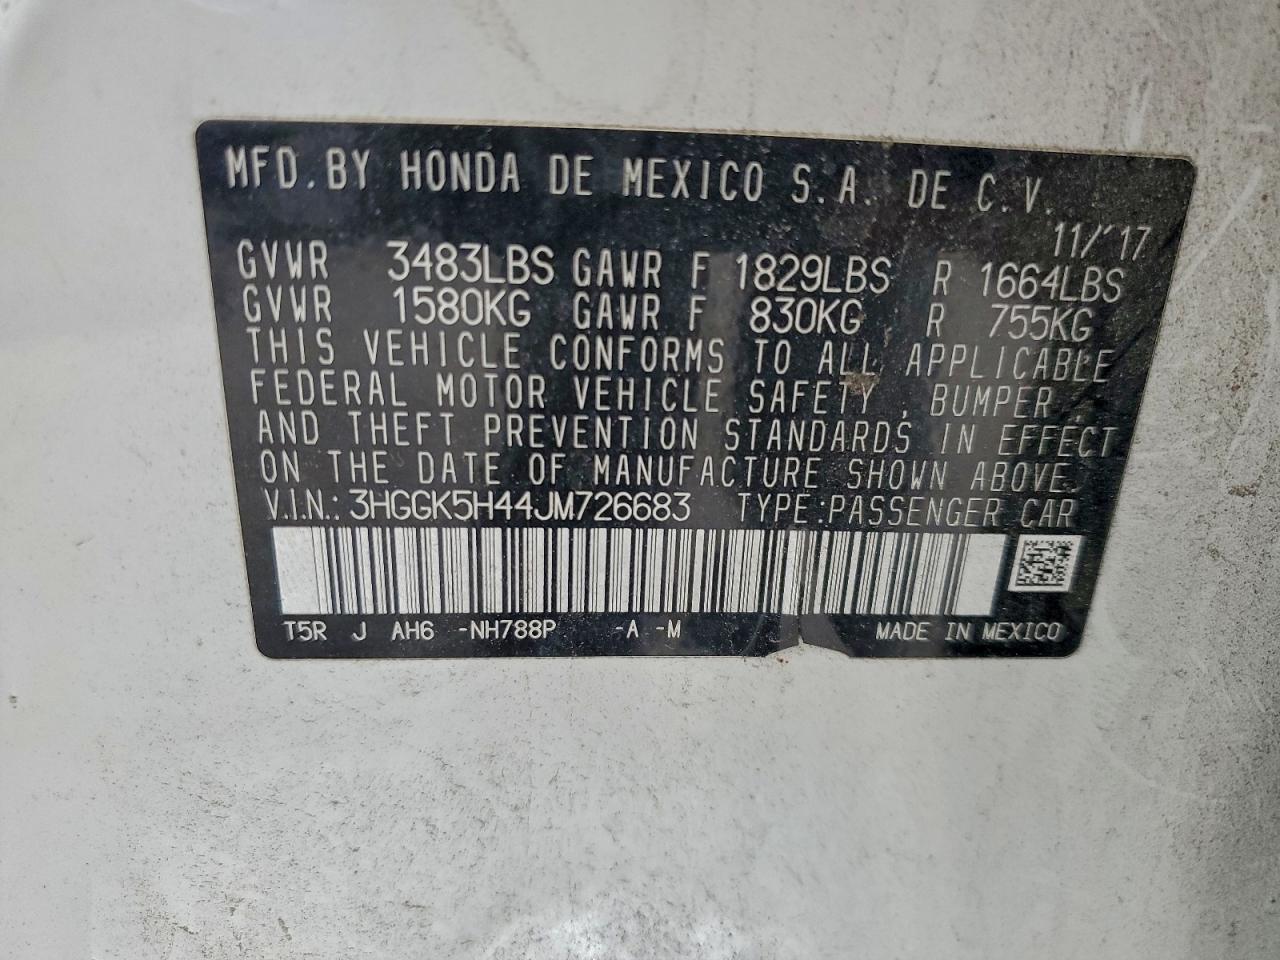 MFD. BY HONDA DE MEXICO S.A. DE C.V.
11/'17
GVWR 3483LBS GAWR F 1829LBS R 1664LBS
GVWR 1580KG GAWR F 830KG R 755KG
THIS VEHICLE CONFORMS TO ALL APPLICABLE
FEDERAL MOTOR VEHICLE SAFETY, BUMPER,
AND THEFT PREVENTION STANDARDS IN EFFECT
ON THE DATE OF MANUFACTURE SHOWN ABOVE.
V.I.N.: 3HGGK5H44JM726683 TYPE:PASSENGER CAR
T5R J AH6 -NH788P -A -M MADE IN MEXICO